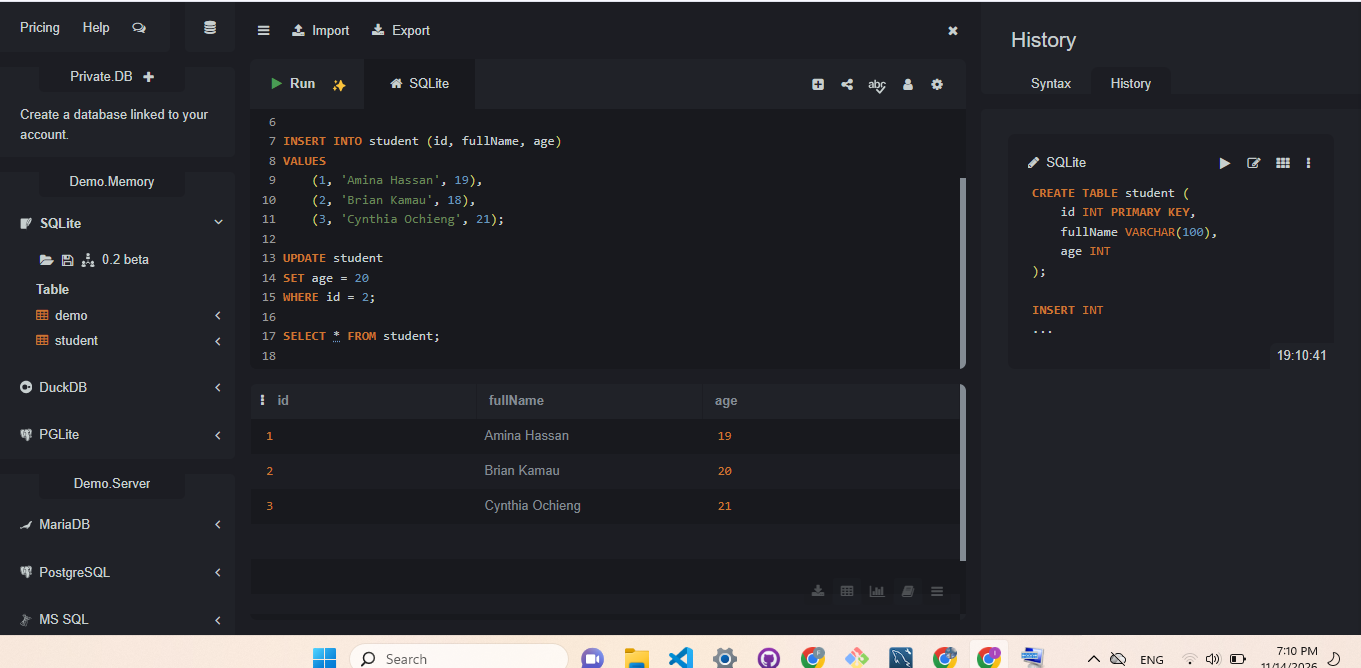 Pricing Help
Private.DB
Create a database linked to your
account.
Demo.Memory
SQLite
0.2 beta
Table
demo
student
DuckDB
PGLite
Demo.Server
MariaDB
PostgreSQL
MS SQL
Import Export
Run SQLite
abc
6
7 INSERT INTO student (id, fullName, age)
8 VALUES
9 (1, 'Amina Hassan', 19),
10 (2, 'Brian Kamau', 18),
11 (3, 'Cynthia Ochieng', 21);
12
13 UPDATE student
14 SET age = 20
15 WHERE id = 2;
16
17 SELECT * FROM student;
18
id fullName age
1 Amina Hassan 19
2 Brian Kamau 20
3 Cynthia Ochieng 21
History
Syntax History
SQLite
CREATE TABLE student (
id INT PRIMARY KEY,
fullName VARCHAR(100),
age INT
);
INSERT INT
...
19:10:41
Search
ENG
7:10 PM
11/14/2026